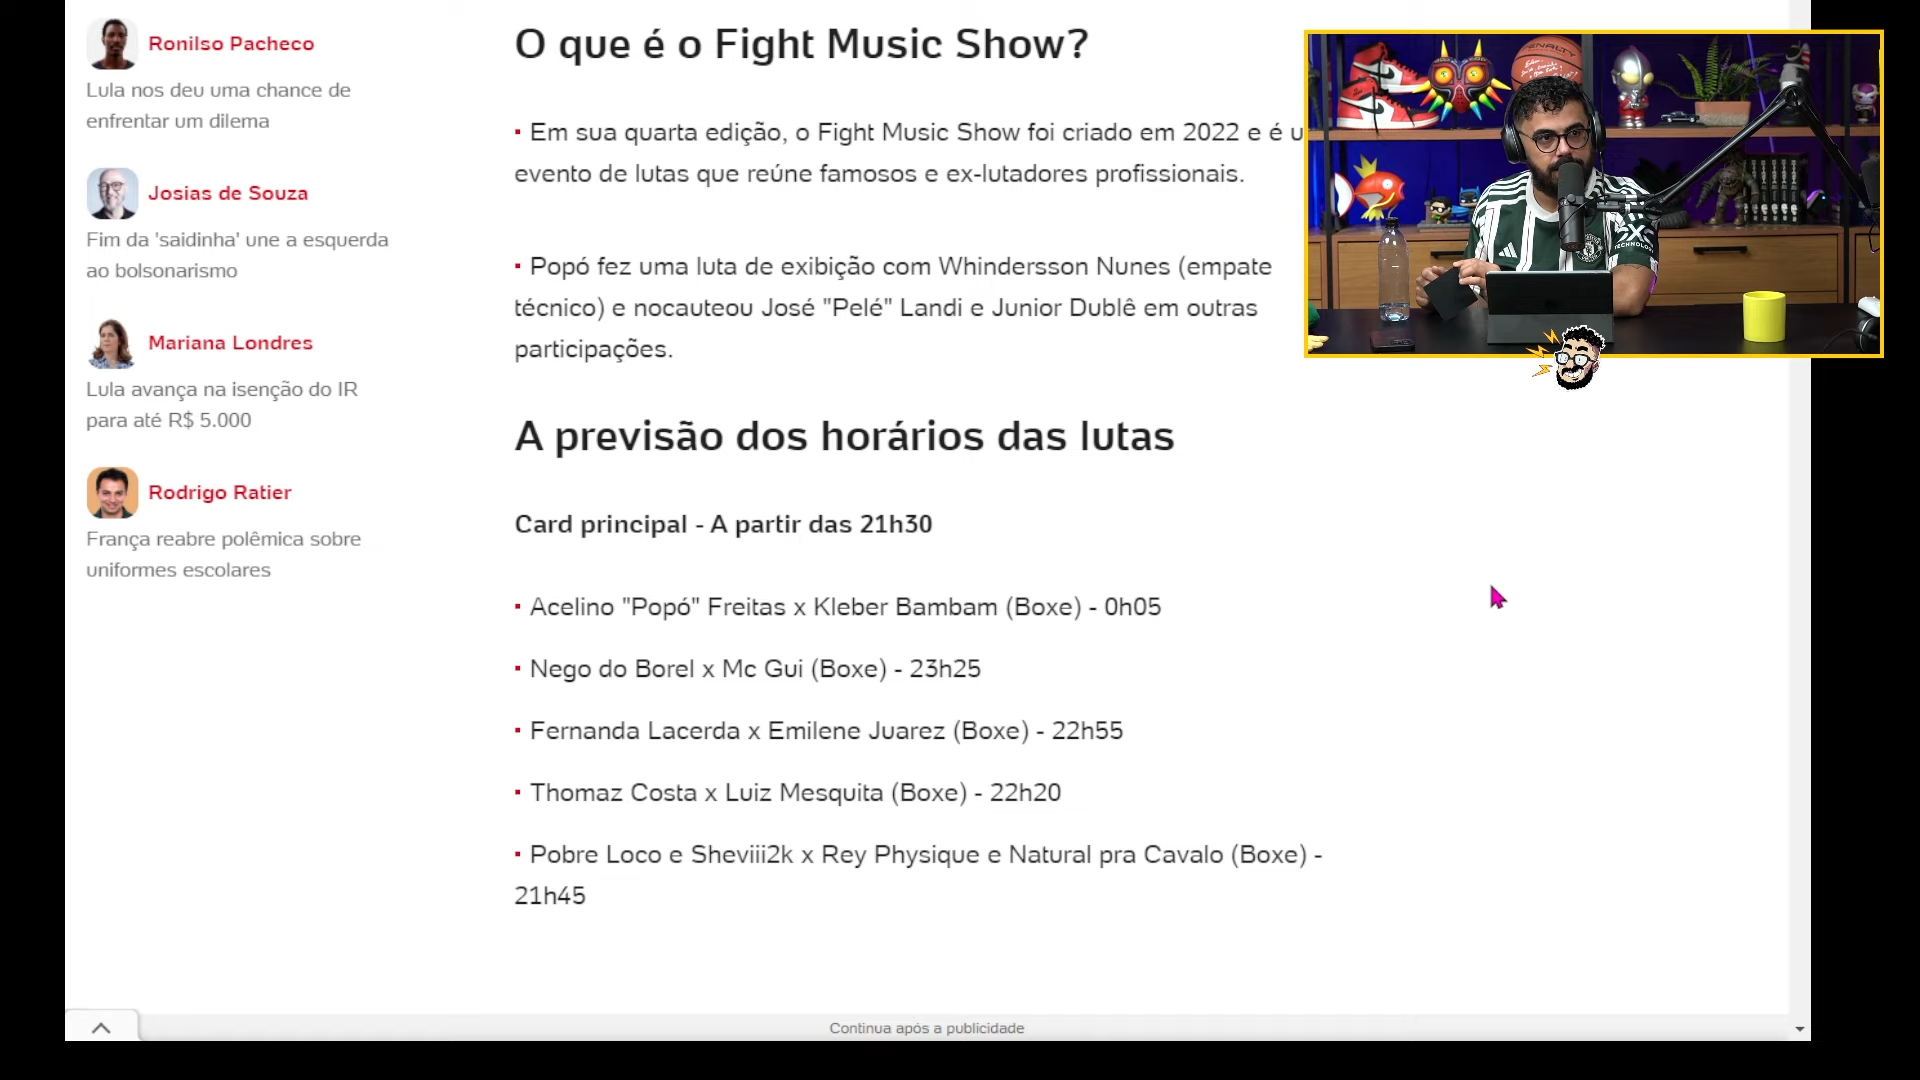 Ronilso Pacheco
Lula nos deu uma chance de
enfrentar um dilema
Josias de Souza
Fim da 'saidinha' une a esquerda
ao bolsonarismo
Mariana Londres
Lula avança na isenção do IR
para até R$ 5.000
Rodrigo Ratier
França reabre polêmica sobre
uniformes escolares
O que é o Fight Music Show?
Em sua quarta edição, o Fight Music Show foi criado em 2022 e é u
evento de lutas que reúne famosos e ex-lutadores profissionais.
Popó fez uma luta de exibição com Whindersson Nunes (empate
técnico) e nocauteou José "Pelé" Landi e Junior Dublê em outras
participações.
A previsão dos horários das lutas
Card principal - A partir das 21h30
Acelino "Popó" Freitas x Kleber Bambam (Boxe) - 0h05
Nego do Borel x Mc Gui (Boxe) - 23h25
Fernanda Lacerda x Emilene Juarez (Boxe) - 22h55
Thomaz Costa x Luiz Mesquita (Boxe) - 22h20
Pobre Loco e Sheviii2k x Rey Physique e Natural pra Cavalo (Boxe) -
21h45
Continua após a publicidade
PENALTY